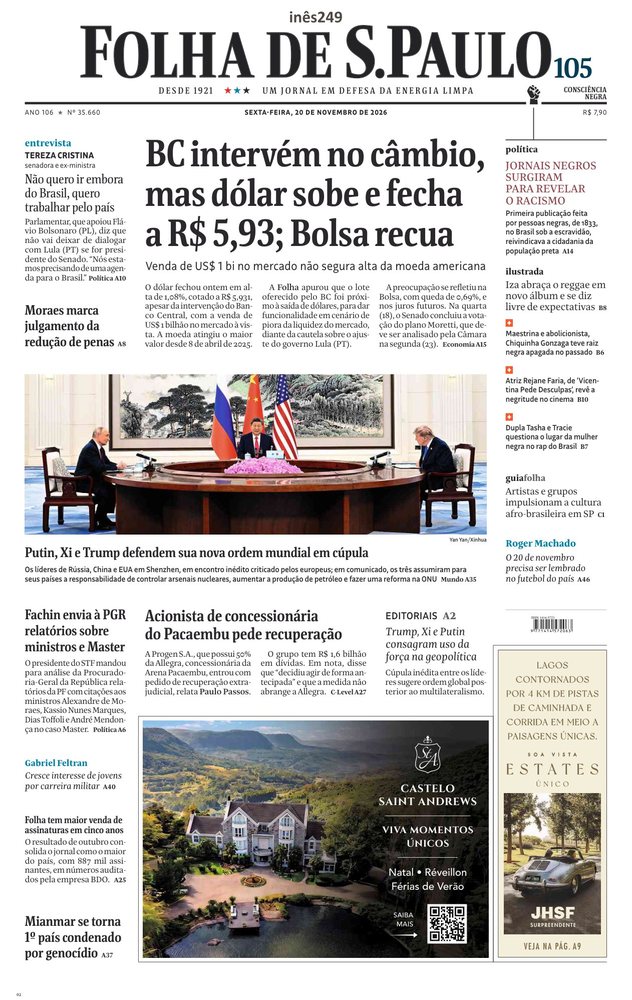 inês249
FOLHA DE S.PAULO
105
DESDE 1921 ★★★ UM JORNAL EM DEFESA DA ENERGIA LIMPA
CONSCIÊNCIA
NEGRA
ANO 106 ★ Nº 35.660
SEXTA-FEIRA, 20 DE NOVEMBRO DE 2026
R$ 7,90
entrevista
TEREZA CRISTINA
senadora e ex-ministra
Não quero ir embora
do Brasil, quero
trabalhar pelo país
Parlamentar, que apoiou Flá-
vio Bolsonaro (PL), diz que
não vai deixar de dialogar
com Lula (PT) se for presi-
dente do Senado. “Nós esta-
mos precisando de uma agen-
da para o Brasil.” Política A10
Moraes marca
julgamento da
redução de penas A8
BC intervém no câmbio,
mas dólar sobe e fecha
a R$ 5,93; Bolsa recua
Venda de US$ 1 bi no mercado não segura alta da moeda americana
O dólar fechou ontem em al-
ta de 1,08%, cotado a R$ 5,931,
apesar da intervenção do Ban-
co Central, com a venda de
US$ 1 bilhão no mercado à vis-
ta. A moeda atingiu o maior
valor desde 8 de abril de 2025.
A Folha apurou que o lote
oferecido pelo BC foi próxi-
mo à saída de dólares, para dar
funcionalidade em cenário de
piora da liquidez do mercado,
diante da cautela sobre o ajus-
te do governo Lula (PT).
A preocupação se refletiu na
Bolsa, com queda de 0,69%, e
nos juros futuros. Na quarta
(18), o Senado concluiu a vota-
ção do plano Moretti, que de-
ve ser analisado pela Câmara
na segunda (23). Economia A15
política
JORNAIS NEGROS
SURGIRAM
PARA REVELAR
O RACISMO
Primeira publicação feita
por pessoas negras, de 1833,
no Brasil sob a escravidão,
reivindicava a cidadania da
população preta A14
ilustrada
Iza abraça o reggae em
novo álbum e se diz
livre de expectativas B8
Maestrina e abolicionista,
Chiquinha Gonzaga teve raiz
negra apagada no passado B6
Atriz Rejane Faria, de ‘Vicen-
tina Pede Desculpas’, revê a
negritude no cinema B10
Dupla Tasha e Tracie
questiona o lugar da mulher
negra no rap do Brasil B7
guiafolha
Artistas e grupos
impulsionam a cultura
afro-brasileira em SP C1
Roger Machado
O 20 de novembro
precisa ser lembrado
no futebol do país A46
Yan Yan/Xinhua
Putin, Xi e Trump defendem sua nova ordem mundial em cúpula
Os líderes de Rússia, China e EUA em Shenzhen, em encontro inédito criticado pelos europeus; em comunicado, os três assumiram para
seus países a responsabilidade de controlar arsenais nucleares, aumentar a produção de petróleo e fazer uma reforma na ONU Mundo A35
Fachin envia à PGR
relatórios sobre
ministros e Master
O presidente do STF mandou
para análise da Procurado-
ria-Geral da República rela-
tórios da PF com citações aos
ministros Alexandre de Mo-
raes, Kassio Nunes Marques,
Dias Toffoli e André Mendon-
ça no caso Master. Política A6
Gabriel Feltran
Cresce interesse de jovens
por carreira militar A40
Folha tem maior venda de
assinaturas em cinco anos
O resultado de outubro con-
solida o jornal como o maior
do país, com 887 mil assi-
nantes, em números audita-
dos pela empresa BDO. A25
Mianmar se torna
1º país condenado
por genocídio A37
Acionista de concessionária
do Pacaembu pede recuperação
A Progen S.A., que possui 50%
da Allegra, concessionária da
Arena Pacaembu, entrou com
pedido de recuperação extra-
judicial, relata Paulo Passos.
O grupo tem R$ 1,6 bilhão
em dívidas. Em nota, disse
que “decidiu agir de forma an-
tecipada” e que a medida não
abrange a Allegra. C-Level A27
EDITORIAIS A2
Trump, Xi e Putin
consagram uso da
força na geopolítica
Cúpula inédita entre os líde-
res sugere ordem global pos-
terior ao multilateralismo.
StA
CASTELO
SAINT ANDREWS
VIVA MOMENTOS
ÚNICOS
Natal • Réveillon
Férias de Verão
SAIBA
MAIS
LAGOS
CONTORNADOS
POR 4 KM DE PISTAS
DE CAMINHADA E
CORRIDA EM MEIO A
PAISAGENS ÚNICAS.
BOA VISTA
ESTATES
ÚNICO
JHSF
SURPREENDENTE
VEJA NA PÁG. A9